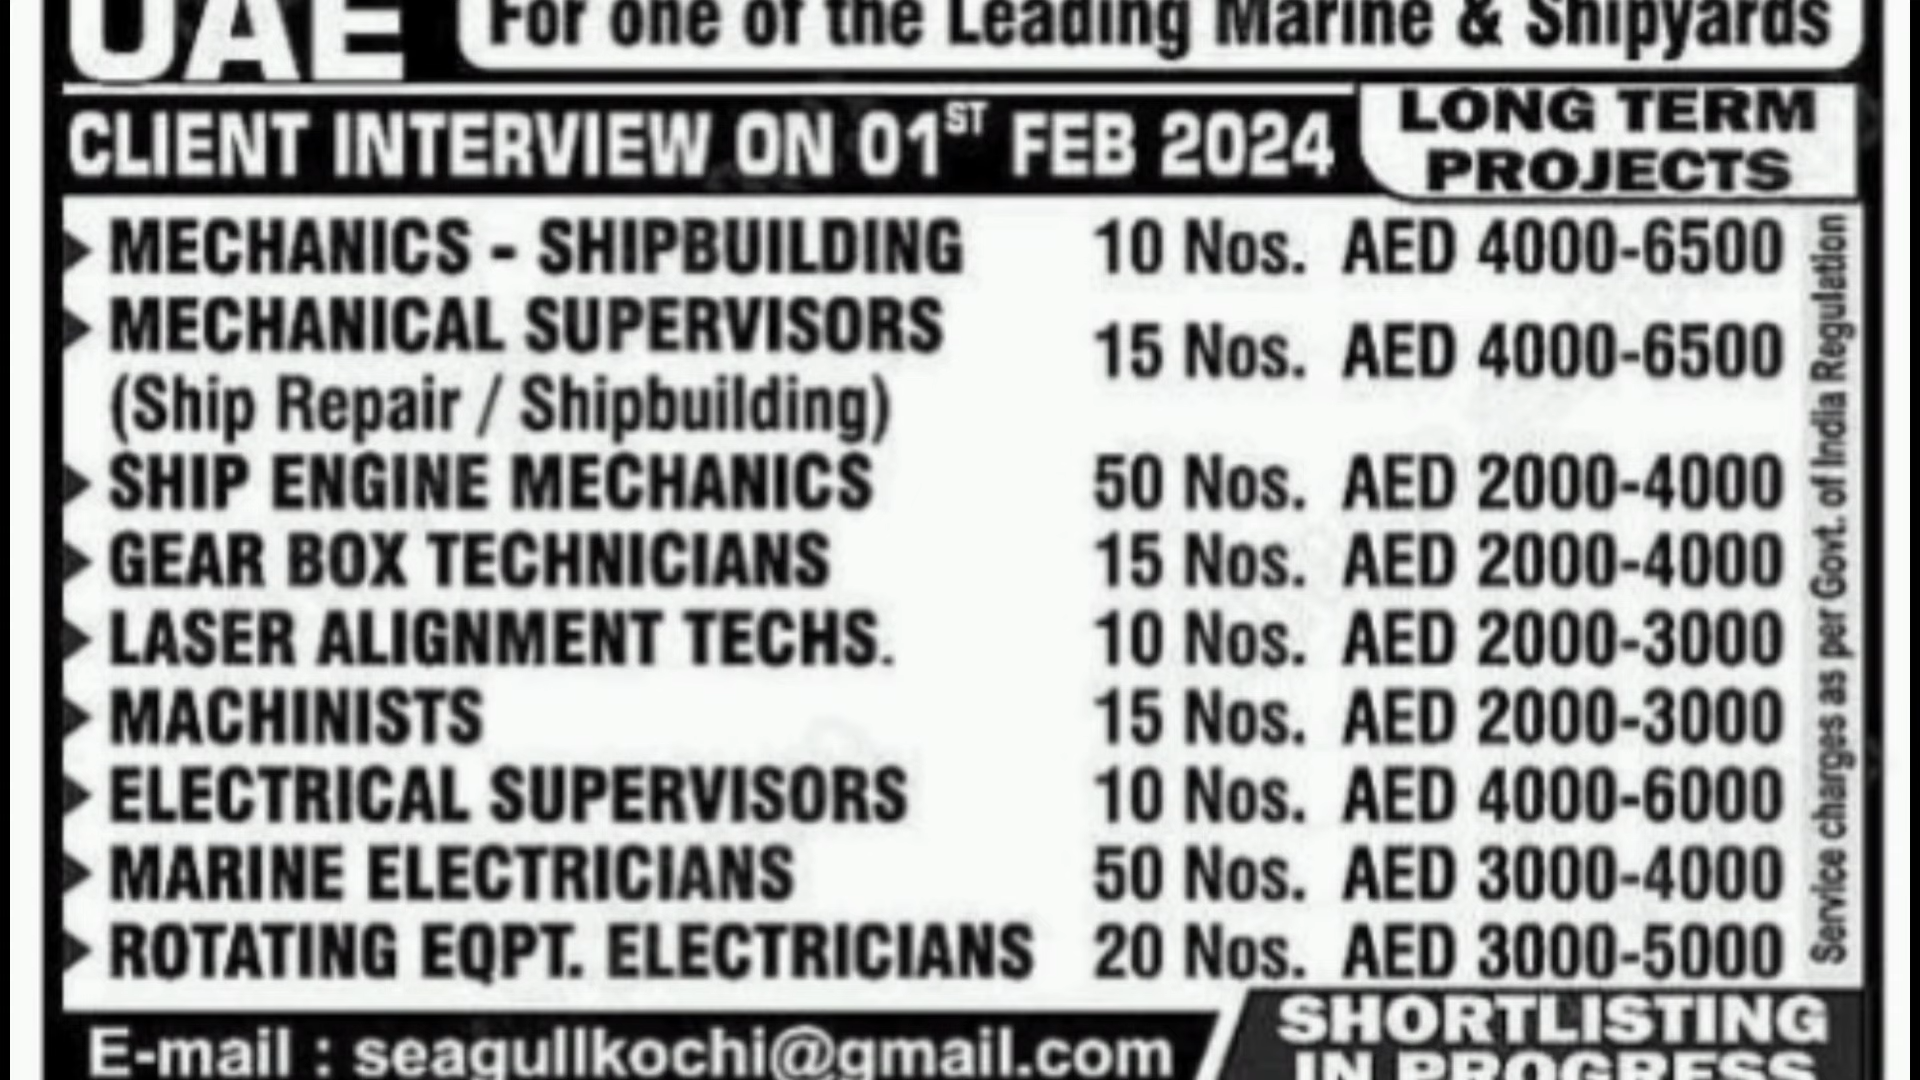 UAE
For one of the Leading Marine & Shipyards
CLIENT INTERVIEW ON 01ST FEB 2024
LONG TERM
PROJECTS
MECHANICS - SHIPBUILDING 10 Nos. AED 4000-6500
MECHANICAL SUPERVISORS 15 Nos. AED 4000-6500
(Ship Repair / Shipbuilding)
SHIP ENGINE MECHANICS 50 Nos. AED 2000-4000
GEAR BOX TECHNICIANS 15 Nos. AED 2000-4000
LASER ALIGNMENT TECHS. 10 Nos. AED 2000-3000
MACHINISTS 15 Nos. AED 2000-3000
ELECTRICAL SUPERVISORS 10 Nos. AED 4000-6000
MARINE ELECTRICIANS 50 Nos. AED 3000-4000
ROTATING EQPT. ELECTRICIANS 20 Nos. AED 3000-5000
Service charges as per Govt. of India Regulation
E-mail : seagullkochi@gmail.com
SHORTLISTING
IN PROGRESS